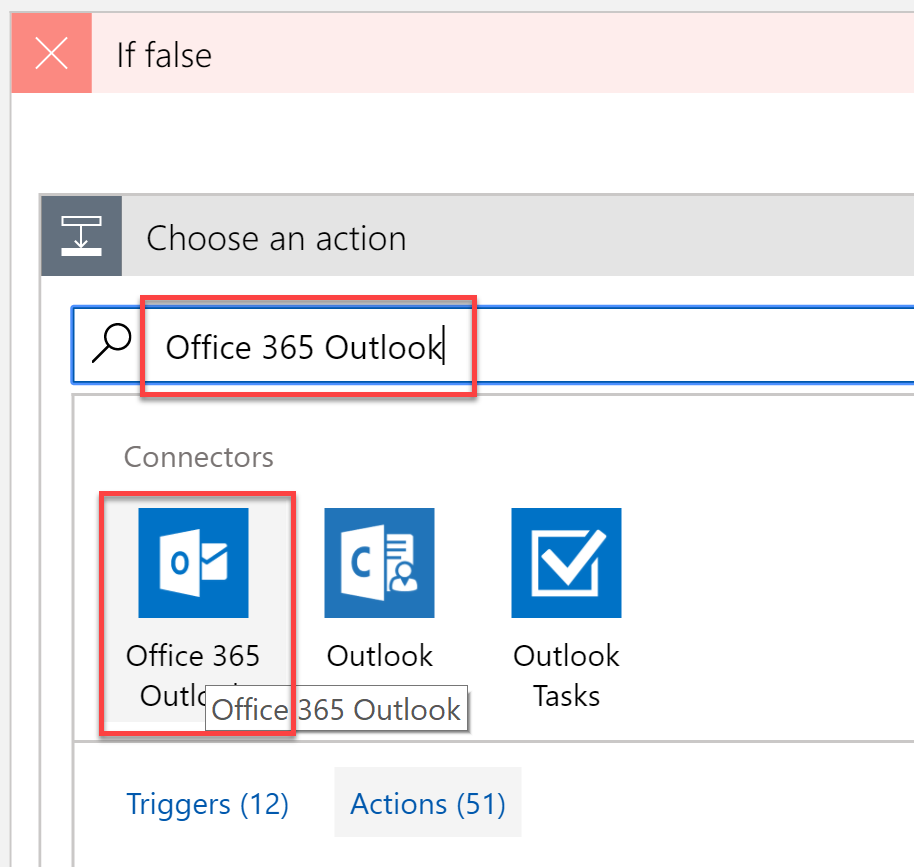 If false
Choose an action
Office 365 Outlook
Connectors
Office 365
Outlo
Outlook
Outlook
Tasks
Office 365 Outlook
Triggers (12)
Actions (51)